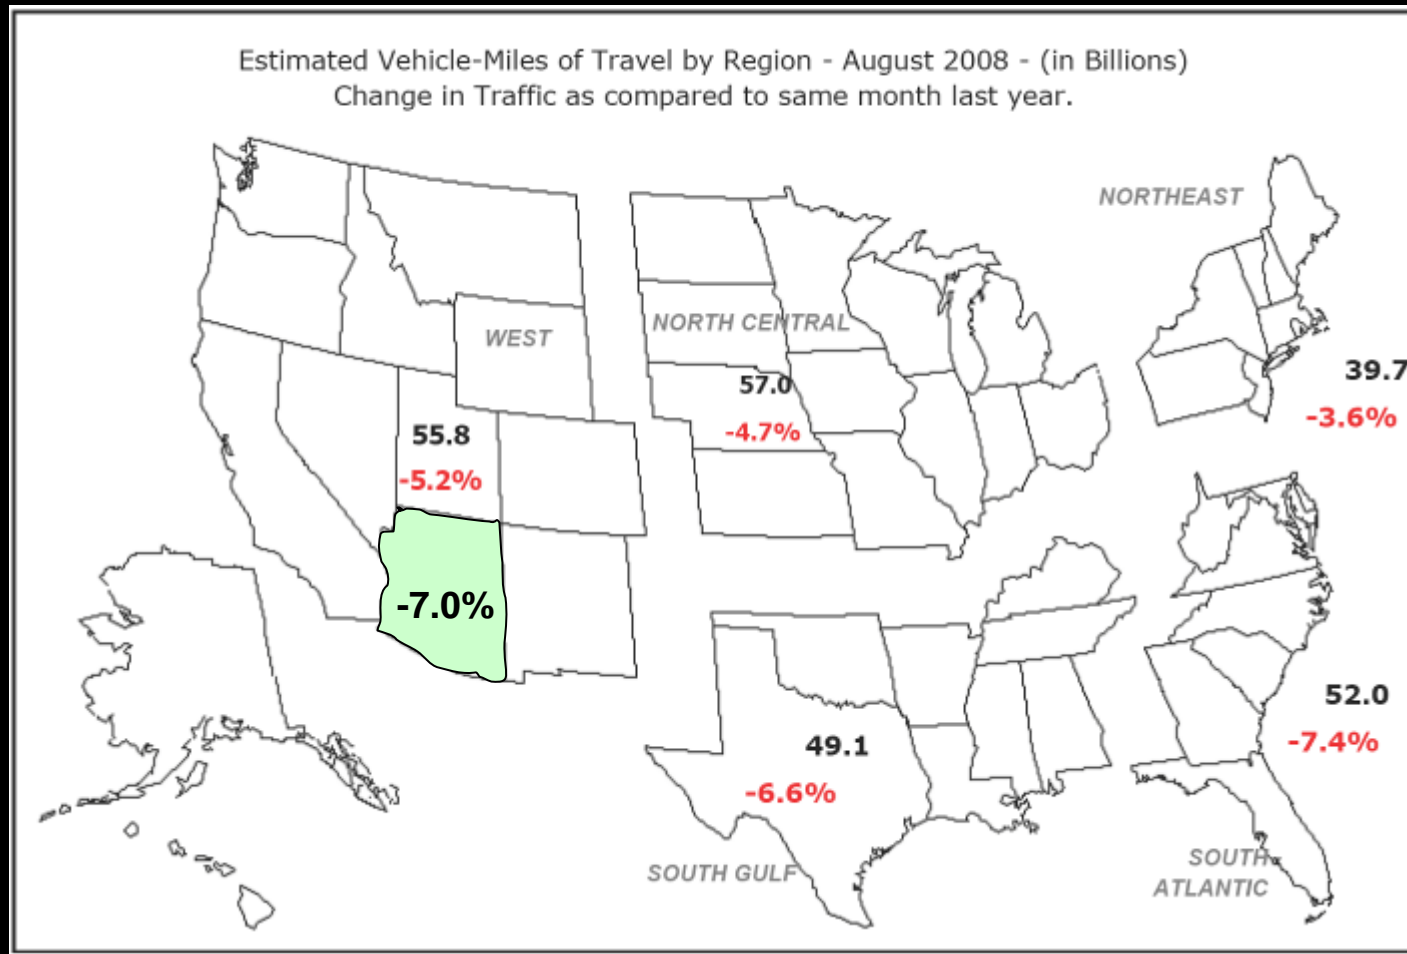 Estimated Vehicle-Miles of Travel by Region - August 2008 - (in Billions)
Change in Traffic as compared to same month last year.
NORTHEAST
WEST
NORTH CENTRAL
39.7
-3.6%
57.0
-4.7%
55.8
-5.2%
-7.0%
52.0
-7.4%
49.1
-6.6%
SOUTH GULF
SOUTH
ATLANTIC